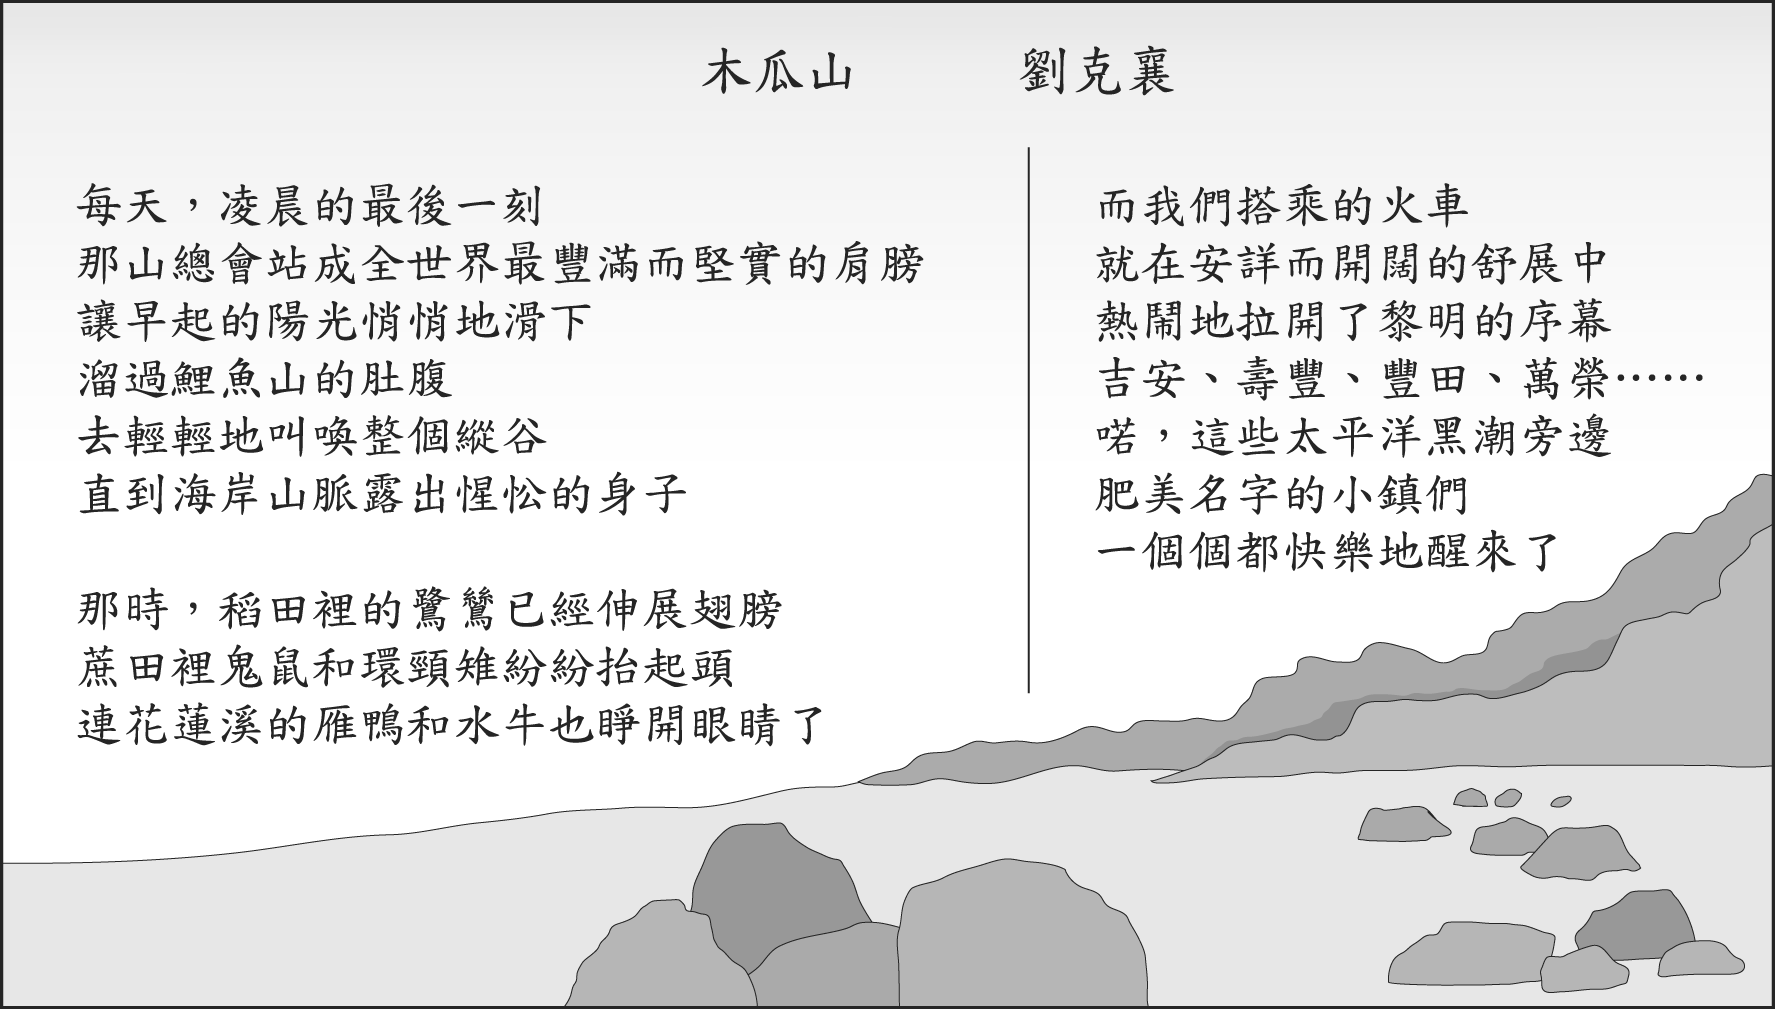 木瓜山　劉克襄
每天，凌晨的最後一刻
那山總會站成全世界最豐滿而堅實的肩膀
讓早起的陽光悄悄地滑下
溜過鯉魚山的肚腹
去輕輕地叫喚整個縱谷
直到海岸山脈露出惺忪的身子
那時，稻田裡的鷺鷥已經伸展翅膀
蔗田裡鬼鼠和環頸雉紛紛抬起頭
連花蓮溪的雁鴨和水牛也睜開眼睛了
而我們搭乘的火車
就在安詳而開闊的舒展中
熱鬧地拉開了黎明的序幕
吉安、壽豐、豐田、萬榮……
喏，這些太平洋黑潮旁邊
肥美名字的小鎮們
一個個都快樂地醒來了